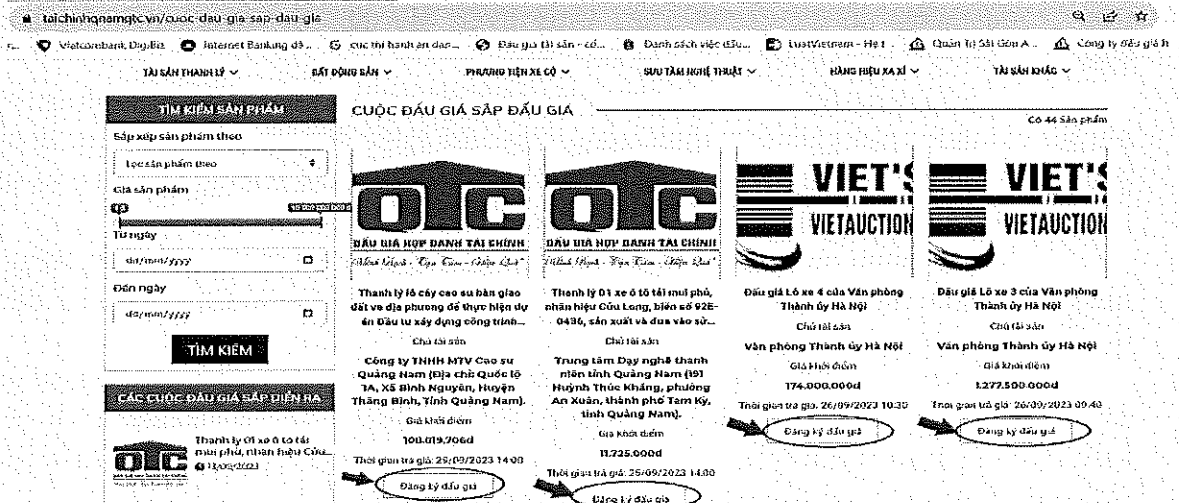 taichinhqnamgtc.vn/cuoc-dau-gia-sap-dau-gia
Vietcombank DigiBiz
Internet Banking dà...
cục thi hành án dân...
Đấu giá tài sản - cổ...
Danh sách việc đấu...
LuatVietnam - Hệ t...
Quản Trị Sài Gòn A...
Công ty đấu giá h
TÀI SẢN THANH LÝ
BẤT ĐỘNG SẢN
PHƯƠNG TIỆN XE CỘ
SƯU TẦM NGHỆ THUẬT
HÀNG HIỆU XA XỈ
TÀI SẢN KHÁC
TÌM KIẾM SẢN PHẨM
Sắp xếp sản phẩm theo
Lọc sản phẩm theo
Giá sản phẩm
Từ ngày
dd/mm/yyyy
Đến ngày
dd/mm/yyyy
TÌM KIẾM
CÁC CUỘC ĐẤU GIÁ SẮP DIỄN RA
Thanh lý 01 xe ô tô tải
mui phủ, nhãn hiệu Cửu...
CUỘC ĐẤU GIÁ SẮP ĐẤU GIÁ
Có 44 Sản phẩm
QTC
ĐẤU GIÁ HỢP DANH TÀI CHÍNH
Thanh lý lô cây cao su bàn giao
đất về địa phương để thực hiện dự
án Đầu tư xây dựng công trình...
Chủ tài sản
Công ty TNHH MTV Cao su
Quảng Nam (Địa chỉ: Quốc lộ
1A, Xã Bình Nguyên, Huyện
Thăng Bình, Tỉnh Quảng Nam).
Giá khởi điểm
100.019.706đ
Thời gian trả giá: 29/09/2023 14:00
Đăng ký đấu giá
QTC
ĐẤU GIÁ HỢP DANH TÀI CHÍNH
Thanh lý 01 xe ô tô tải mui phủ,
nhãn hiệu Cửu Long, biển số 92E-
0436, sản xuất và đưa vào sử...
Chủ tài sản
Trung tâm Dạy nghề thanh
niên tỉnh Quảng Nam (191
Huỳnh Thúc Kháng, phường
An Xuân, thành phố Tam Kỳ,
tỉnh Quảng Nam).
Giá khởi điểm
11.725.000đ
Thời gian trả giá: 25/09/2023 14:00
Đăng ký đấu giá
VIET'S
VIETAUCTION
Đấu giá Lô xe 4 của Văn phòng
Thành ủy Hà Nội
Chủ tài sản
Văn phòng Thành ủy Hà Nội
Giá khởi điểm
174.000.000đ
Thời gian trả giá: 26/09/2023 10:30
Đăng ký đấu giá
VIET'S
VIETAUCTION
Đấu giá Lô xe 3 của Văn phòng
Thành ủy Hà Nội
Chủ tài sản
Văn phòng Thành ủy Hà Nội
Giá khởi điểm
1.277.500.000đ
Thời gian trả giá: 26/09/2023 09:40
Đăng ký đấu giá